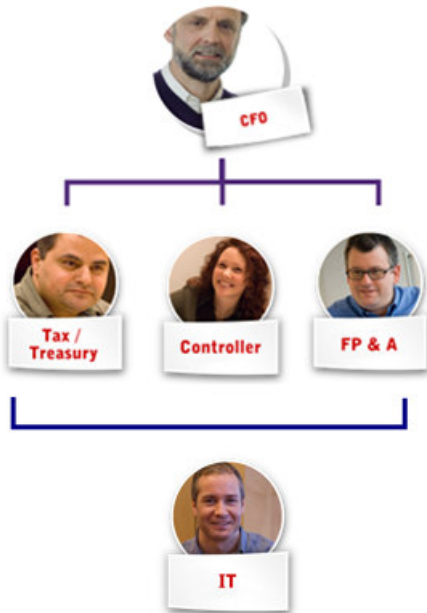 CFO
Tax /
Treasury
Controller
FP & A
IT